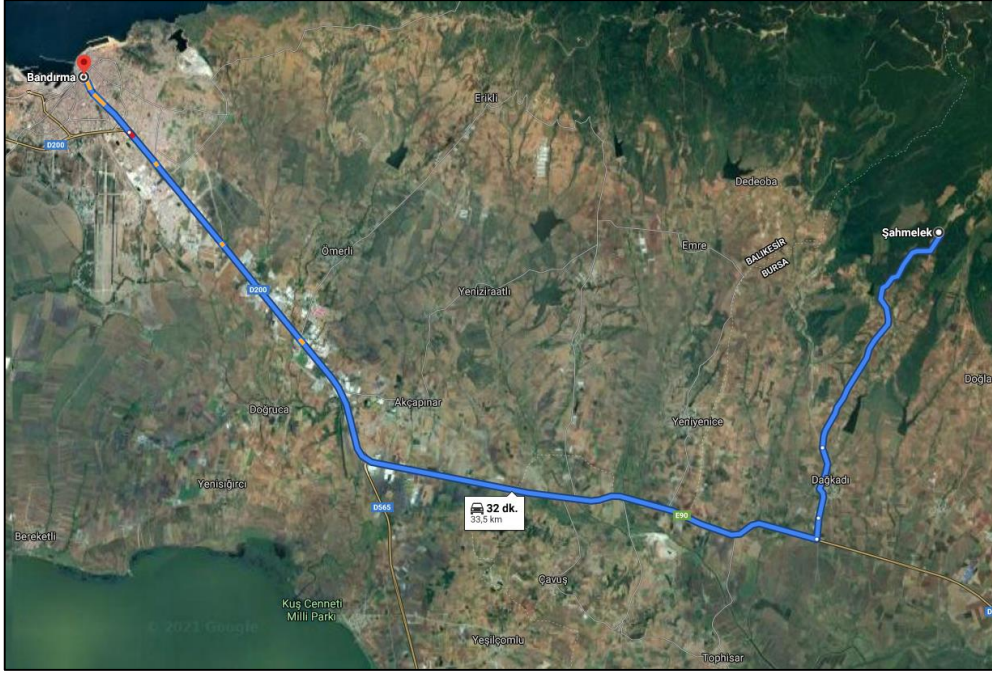 Bandırma
D200
Erikli
Dedeoba
Şahmelek
Ömerli
Emre
BALIKESİR
BURSA
D200
Yeniziraatlı
Doğla
Akçapınar
Doğruca
Yeniyenice
Yenisığırcı
Dağkadı
32 dk.
33,5 km
D565
E90
Bereketli
Çavuş
Kuş Cenneti
Milli Parkı
© 2021 Google
Yeşilçomlu
Tophisar
D